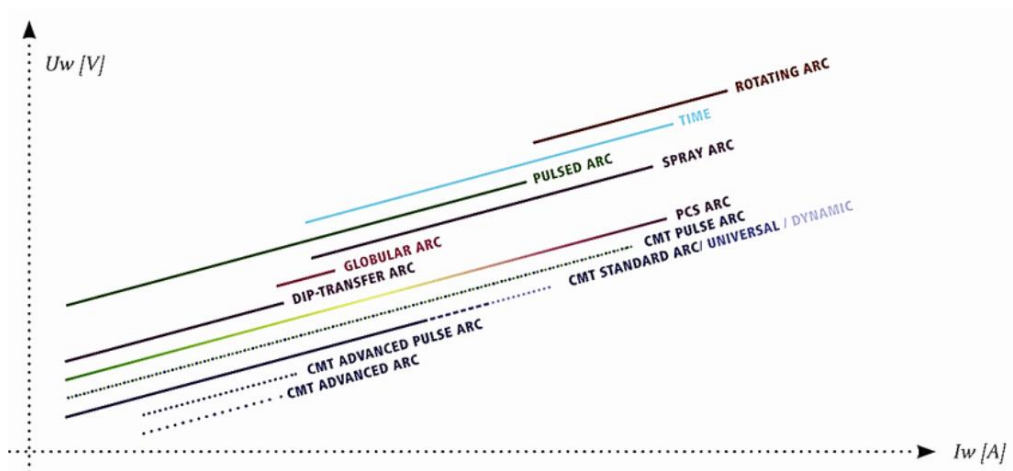 Uw [V]
ROTATING ARC
TIME
PULSED ARC
SPRAY ARC
GLOBULAR ARC
DIP-TRANSFER ARC
PCS ARC
CMT PULSE ARC
CMT STANDARD ARC/ UNIVERSAL / DYNAMIC
CMT ADVANCED PULSE ARC
CMT ADVANCED ARC
Iw [A]